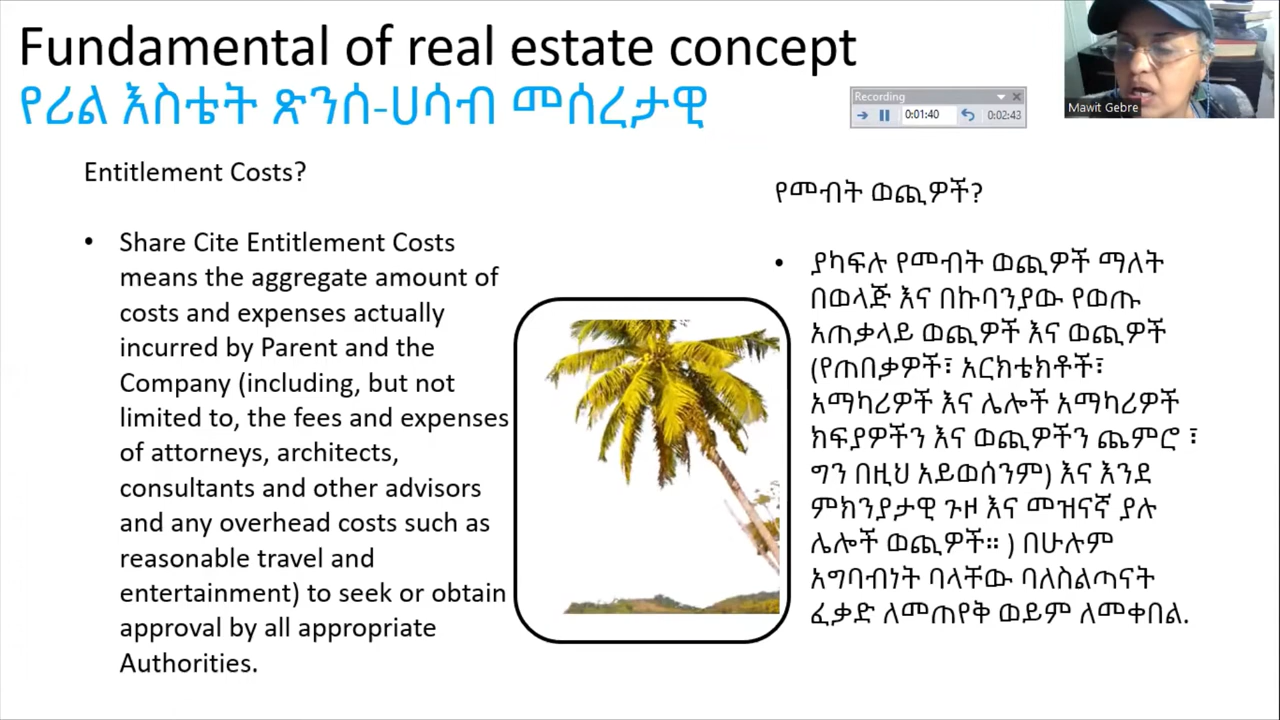 Fundamental of real estate concept
የሪል እስቴት ጽንሰ-ሀሳብ መሰረታዊ
Recording
0:01:40
0:02:43
Mawit Gebre
Entitlement Costs?
• Share Cite Entitlement Costs
means the aggregate amount of
costs and expenses actually
incurred by Parent and the
Company (including, but not
limited to, the fees and expenses
of attorneys, architects,
consultants and other advisors
and any overhead costs such as
reasonable travel and
entertainment) to seek or obtain
approval by all appropriate
Authorities.
የመብት ወጪዎች?
• ያካፍሉ የመብት ወጪዎች ማለት
በወላጅ እና በኩባንያው የወጡ
አጠቃላይ ወጪዎች እና ወጪዎች
(የጠበቃዎች፣ አርክቴክቶች፣
አማካሪዎች እና ሌሎች አማካሪዎች
ክፍያዎችን እና ወጪዎችን ጨምሮ ፣
ግን በዚህ አይወሰንም) እና እንደ
ምክንያታዊ ጉዞ እና መዝናኛ ያሉ
ሌሎች ወጪዎች። ) በሁሉም
አግባብነት ባላቸው ባለስልጣናት
ፈቃድ ለመጠየቅ ወይም ለመቀበል.